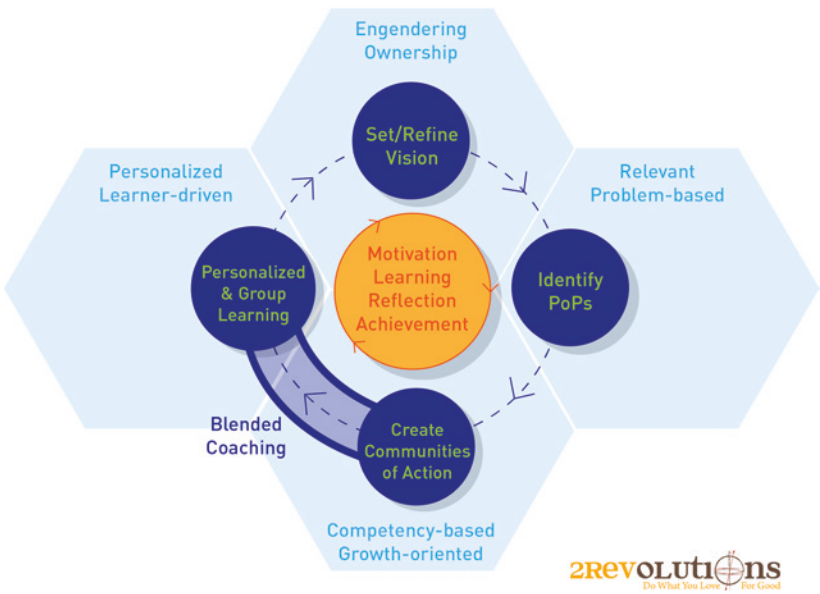 Engendering
Ownership
Set/Refine
Vision
Personalized
Learner-driven
Relevant
Problem-based
Personalized
& Group
Learning
Motivation
Learning
Reflection
Achievement
Identify
PoPs
Blended
Coaching
Create
Communities
of Action
Competency-based
Growth-oriented
2REVOLUTIONS
Do What You Love For Good